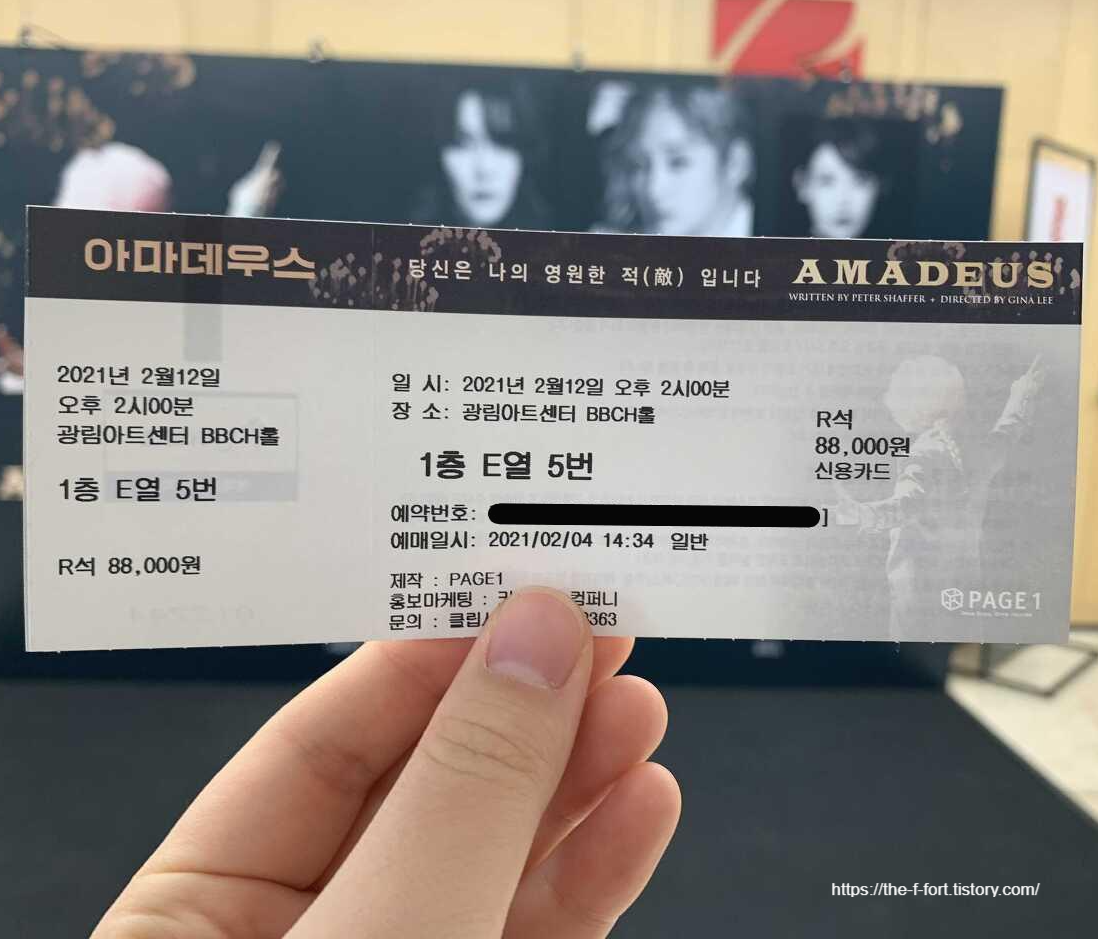 아마데우스
당신은 나의 영원한 적(敵) 입니다
AMADEUS
WRITTEN BY PETER SHAFFER + DIRECTED BY GINA LEE
2021년 2월12일
오후 2시00분
광림아트센터 BBCH홀
1층 E열 5번
R석 88,000원
일 시: 2021년 2월12일 오후 2시00분
장 소: 광림아트센터 BBCH홀
1층 E열 5번
예약번호: ]
예매일시: 2021/02/04 14:34 일반
제작 : PAGE1
홍보마케팅 : 컴퍼니
문의 : 0363
R석
88,000원
신용카드
PAGE1
https://the-f-fort.tistory.com/